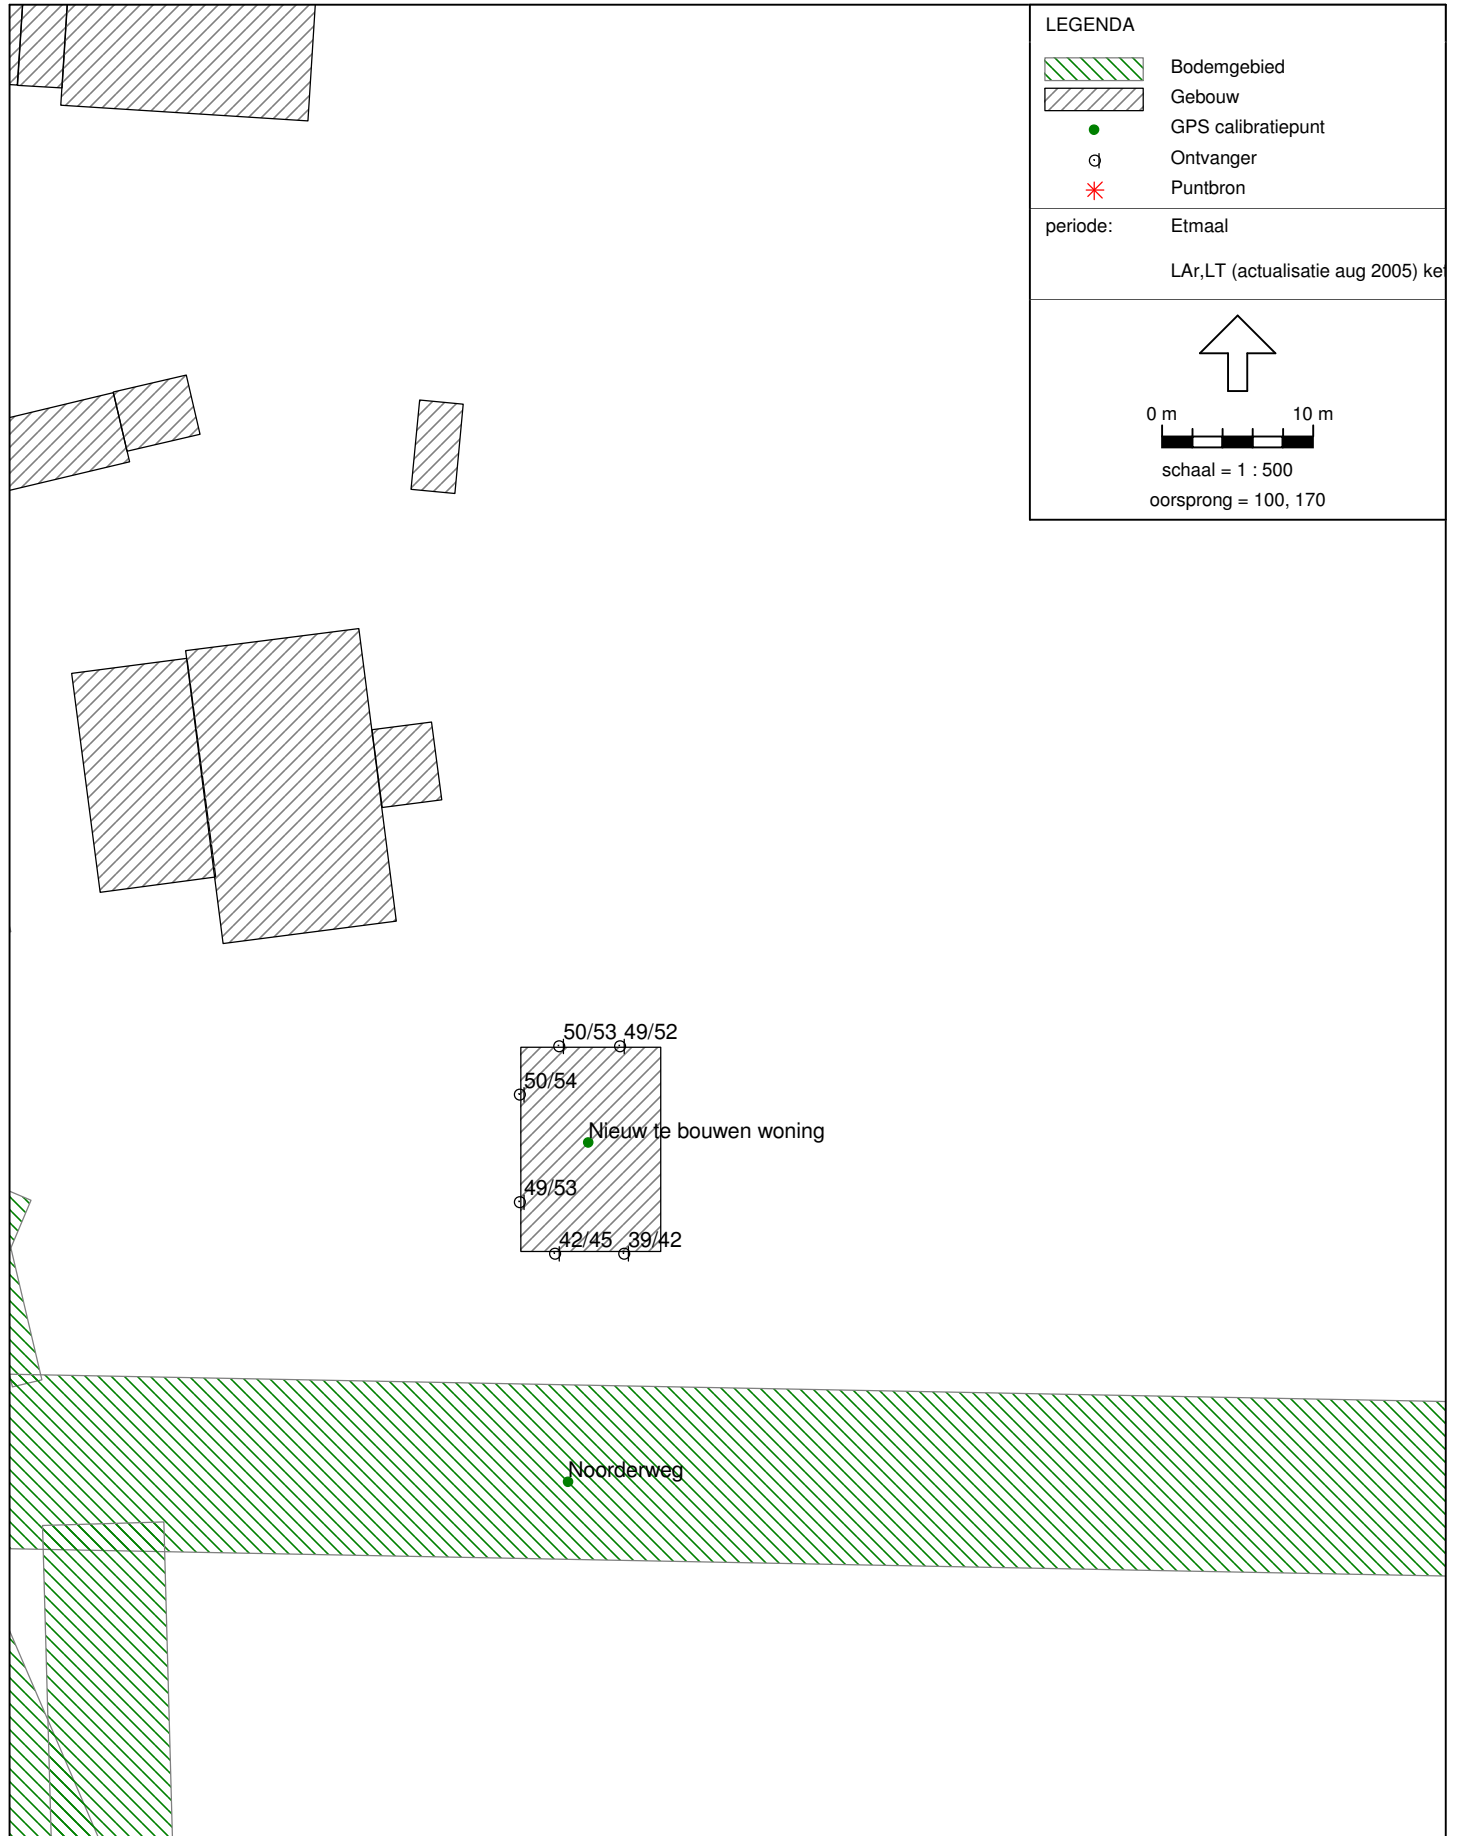 LEGENDA
Bodemgebied
Gebouw
GPS calibratiepunt
Ontvanger
Puntbron
periode: Etmaal
LAr,LT (actualisatie aug 2005)
0 m 10 m
schaal = 1 : 500
oorsprong = 100, 170
50/53 49/52
50/54
Nieuw te bouwen woning
49/53
42/45 39/42
Noorderweg